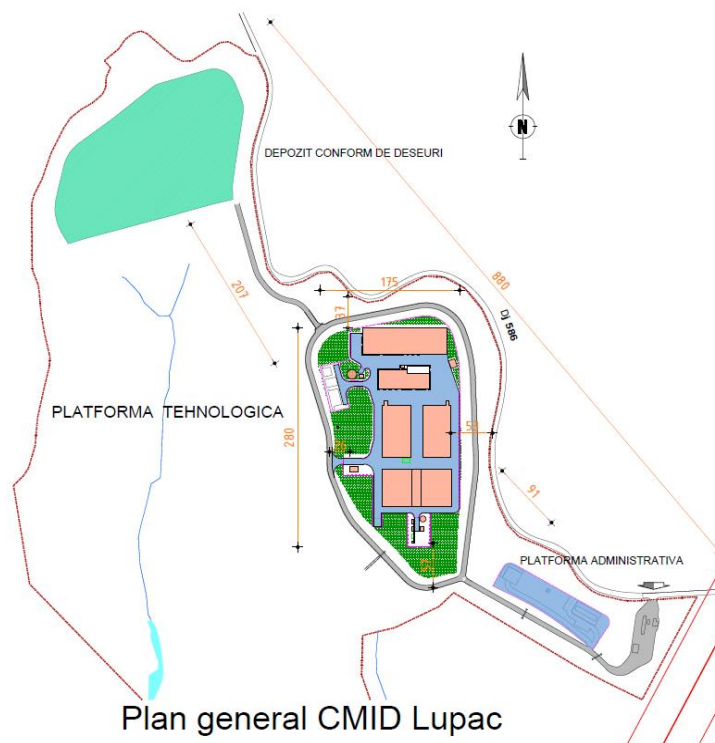 N
DEPOZIT CONFORM DE DESEURI
207
175
880
37
Dj 586
PLATFORMA TEHNOLOGICA
280
91
PLATFORMA ADMINISTRATIVA
Plan general CMID Lupac